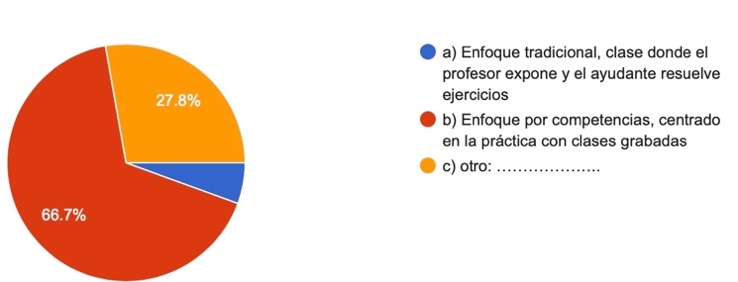 27.8%
66.7%
a) Enfoque tradicional, clase donde el
profesor expone y el ayudante resuelve
ejercicios
b) Enfoque por competencias, centrado
en la práctica con clases grabadas
c) otro: ………………..